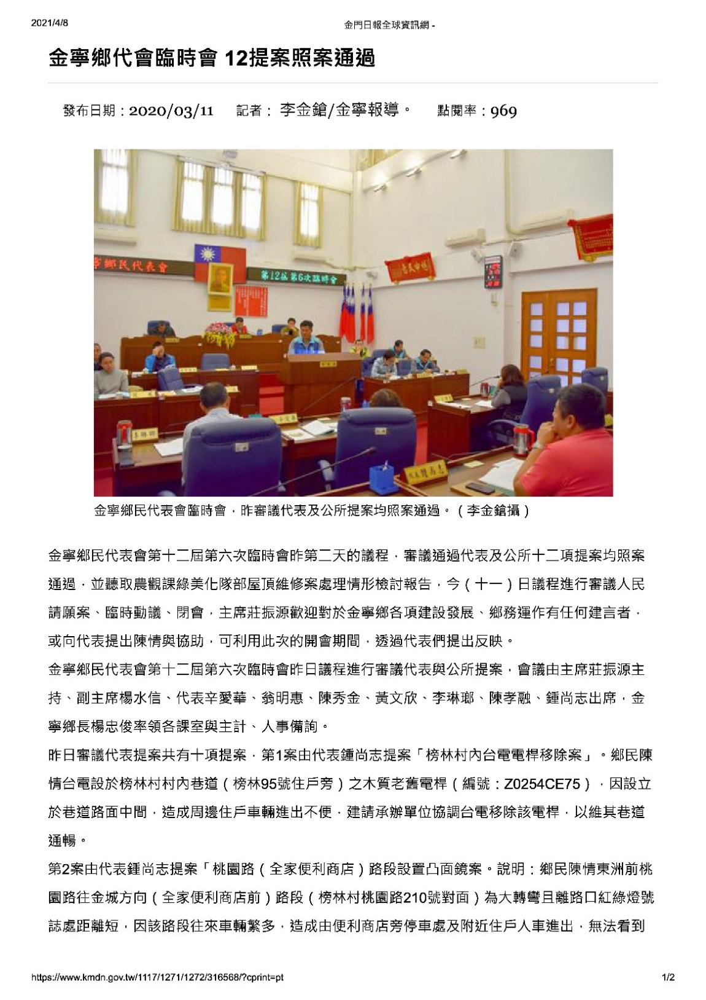 2021/4/8
金門日報全球資訊網 -
金寧鄉代會臨時會 12提案照案通過
發布日期：2020/03/11 記者： 李金鎗/金寧報導。 點閱率：969
寧鄉民代表會
第12屆第6次臨時會
代表鍾尚志
金寧鄉民代表會臨時會，昨審議代表及公所提案均照案通過。（李金鎗攝）
金寧鄉民代表會第十二屆第六次臨時會昨第二天的議程，審議通過代表及公所十二項提案均照案
通過，並聽取農觀課綠美化隊部屋頂維修案處理情形檢討報告，今（十一）日議程進行審議人民
請願案、臨時動議、閉會，主席莊振源歡迎對於金寧鄉各項建設發展、鄉務運作有任何建言者，
或向代表提出陳情與協助，可利用此次的開會期間，透過代表們提出反映。
金寧鄉民代表會第十二屆第六次臨時會昨日議程進行審議代表與公所提案，會議由主席莊振源主
持、副主席楊水信、代表辛愛華、翁明惠、陳秀金、黃文欣、李琳瑯、陳孝融、鍾尚志出席，金
寧鄉長楊忠俊率領各課室與主計、人事備詢。
昨日審議代表提案共有十項提案，第1案由代表鍾尚志提案「榜林村內台電電桿移除案」。鄉民陳
情台電設於榜林村村內巷道（榜林95號住戶旁）之木質老舊電桿（編號：Z0254CE75），因設立
於巷道路面中間，造成周邊住戶車輛進出不便，建請承辦單位協調台電移除該電桿，以維其巷道
通暢。
第2案由代表鍾尚志提案「桃園路（全家便利商店）路段設置凸面鏡案。說明：鄉民陳情東洲前桃
園路往金城方向（全家便利商店前）路段（榜林村桃園路210號對面）為大轉彎且離路口紅綠燈號
誌處距離短，因該路段往來車輛繁多，造成由便利商店旁停車處及附近住戶人車進出，無法看到
https://www.kmdn.gov.tw/1117/1271/1272/316568/?cprint=pt
1/2